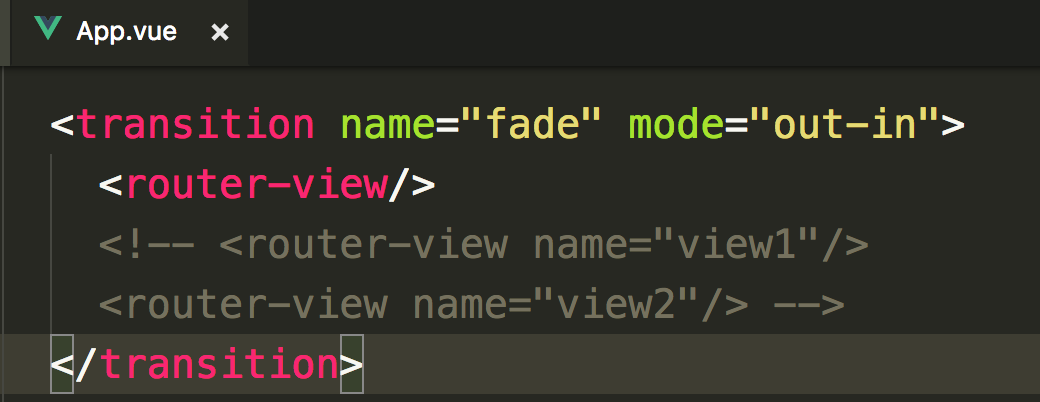 App.vue ×
<transition name="fade" mode="out-in">
<router-view/>
<!-- <router-view name="view1"/>
<router-view name="view2"/> -->
</transition>